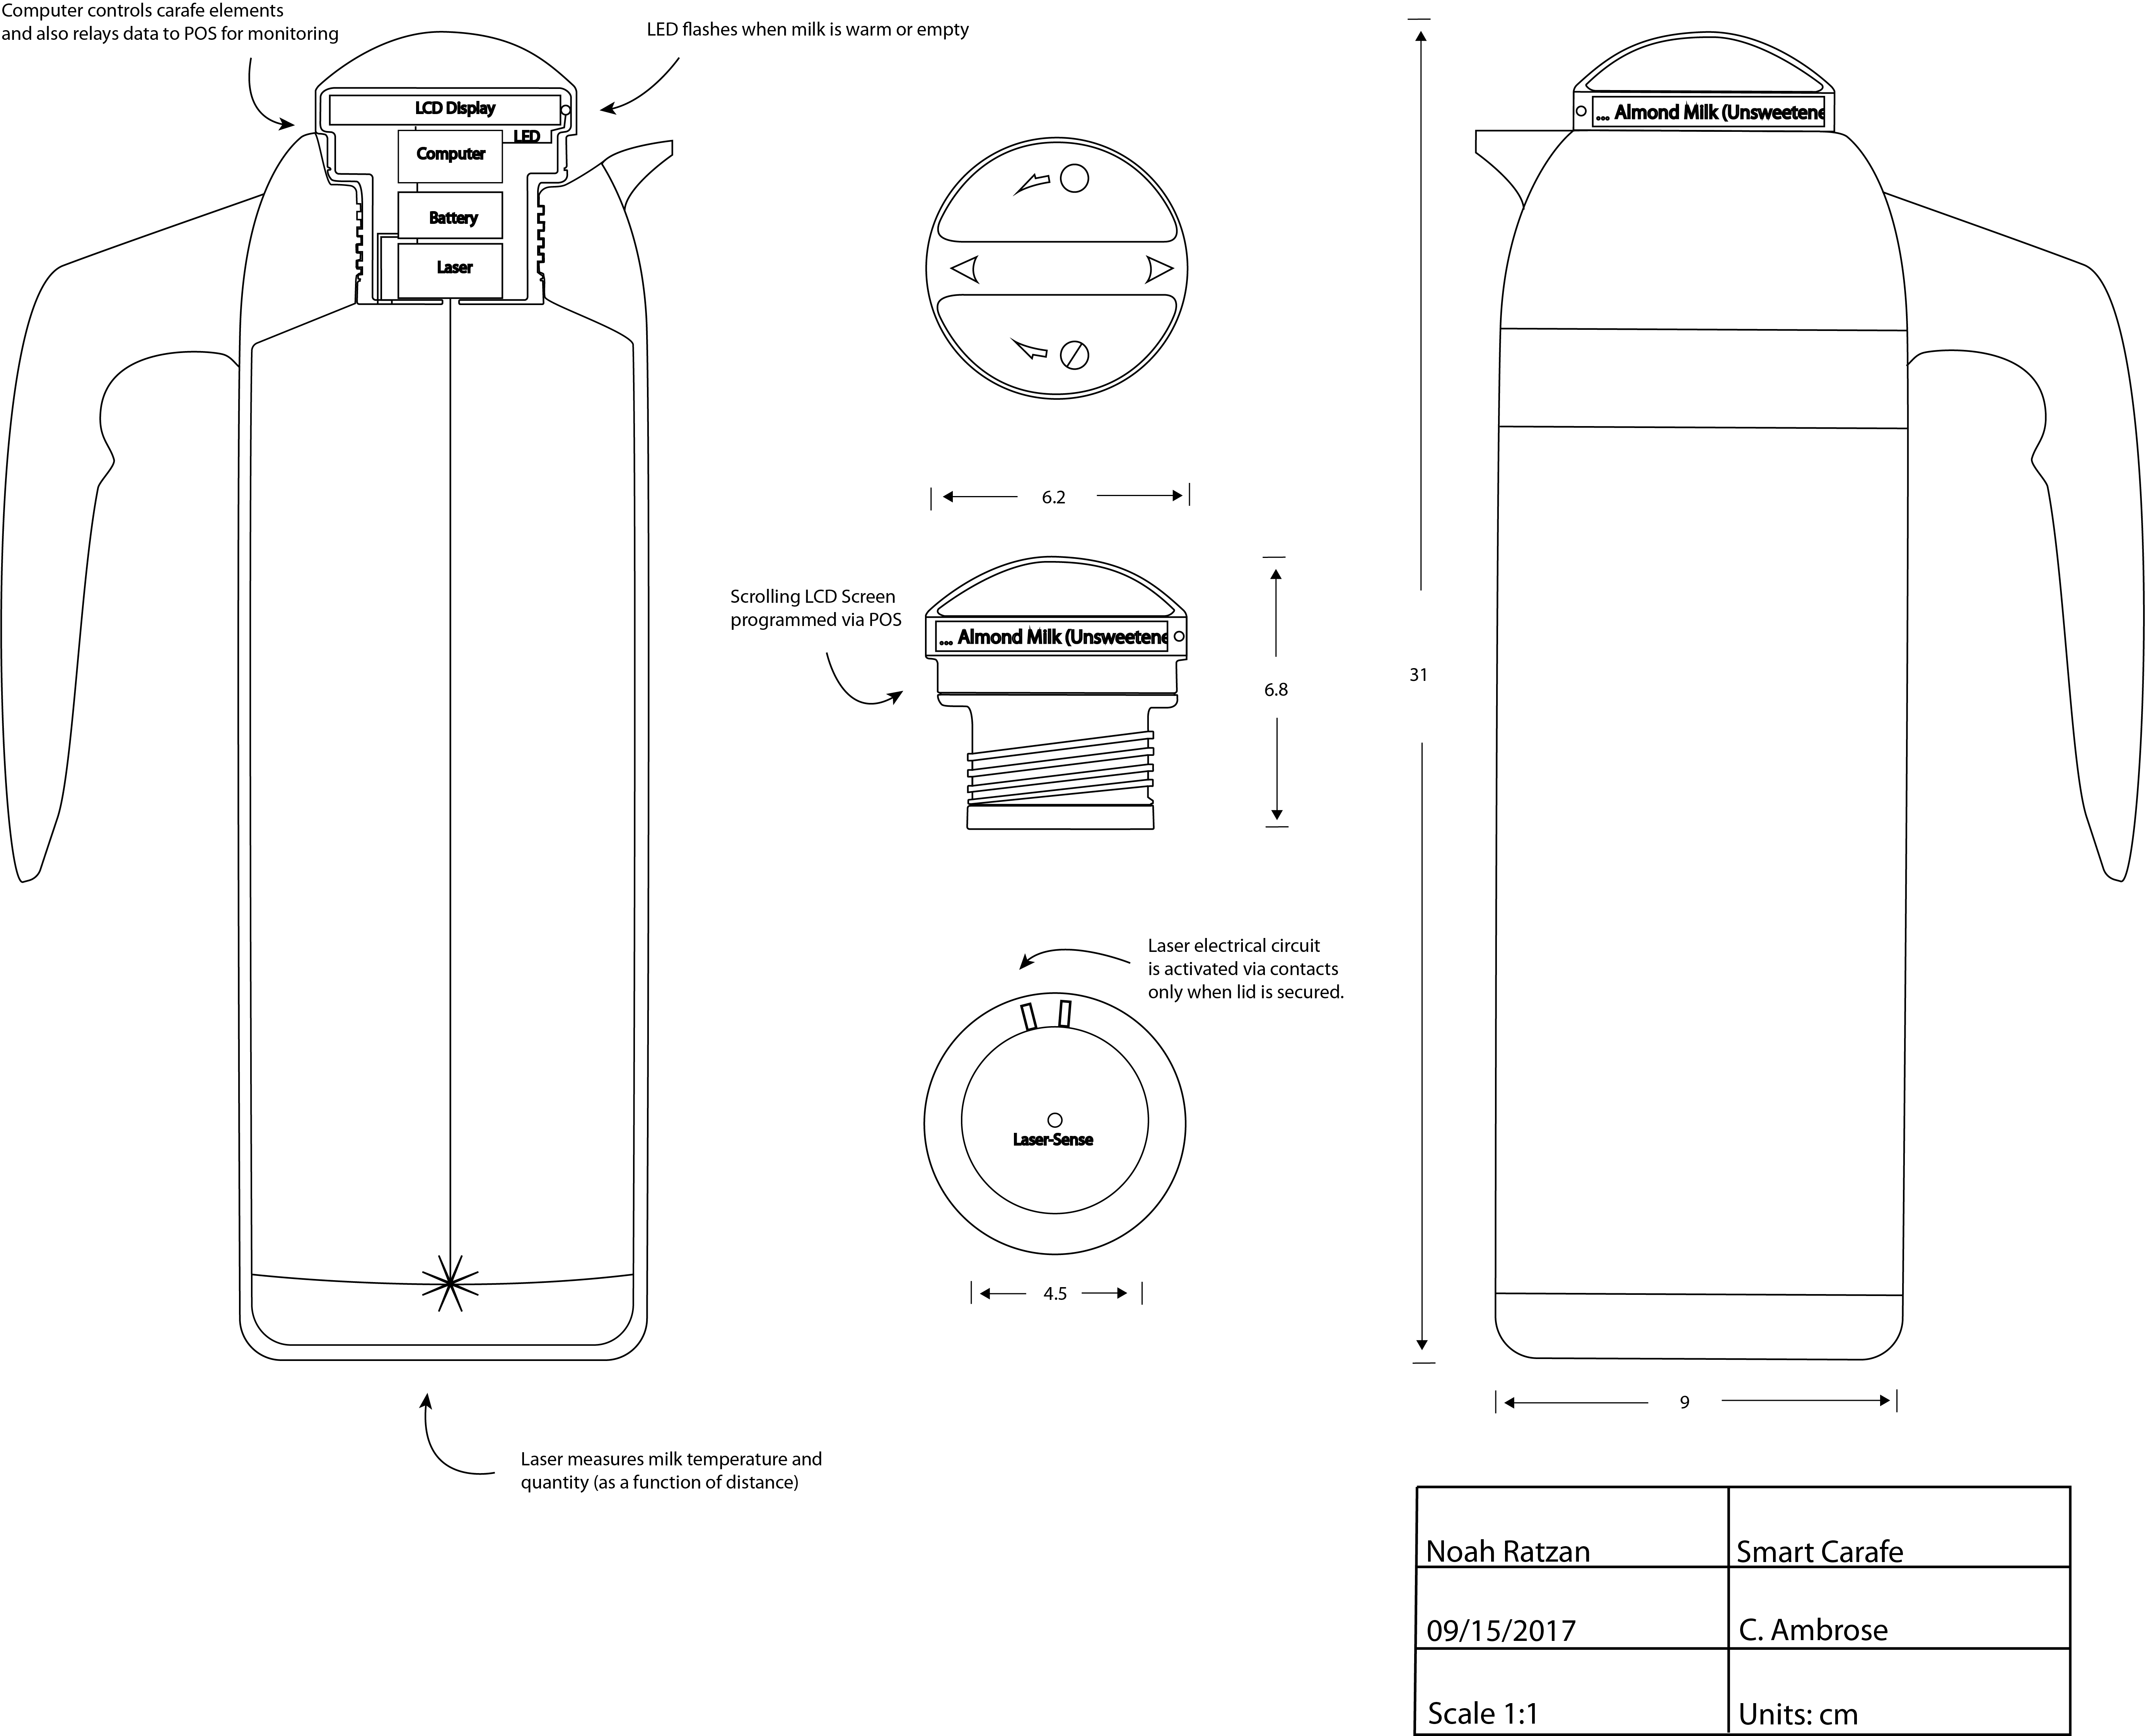 Computer controls carafe elements
and also relays data to POS for monitoring
LED flashes when milk is warm or empty
LCD Display
LED
Computer
Battery
Laser
... Almond Milk (Unsweetene
6.2
Scrolling LCD Screen
programmed via POS
... Almond Milk (Unsweetene
6.8
31
Laser electrical circuit
is activated via contacts
only when lid is secured.
Laser-Sense
4.5
9
Laser measures milk temperature and
quantity (as a function of distance)
Noah Ratzan
Smart Carafe
09/15/2017
C. Ambrose
Scale 1:1
Units: cm